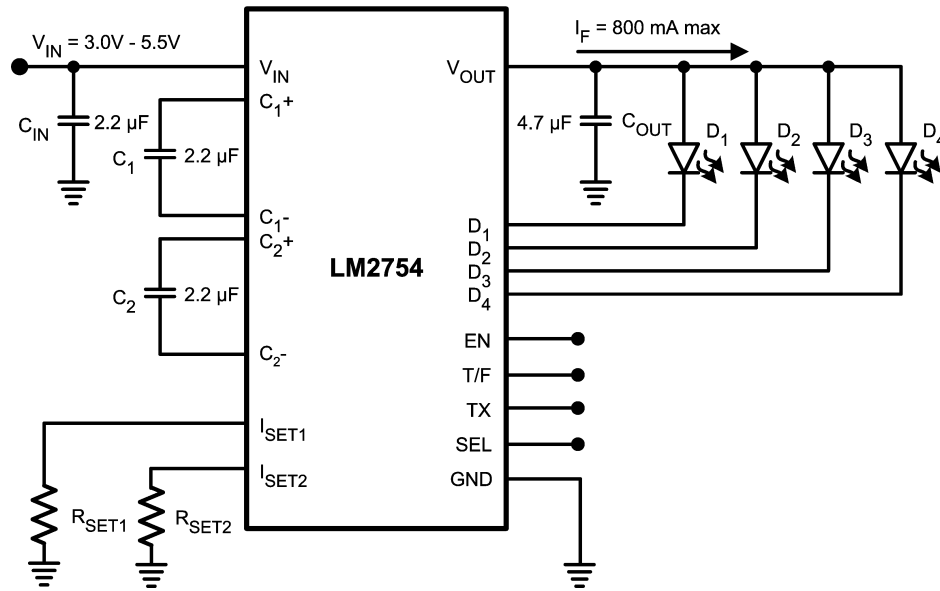 V_IN = 3.0V - 5.5V
I_F = 800 mA max
V_IN
V_OUT
C_IN
2.2 µF
C_1+
C_1
2.2 µF
C_1-
C_2+
C_2
2.2 µF
C_2-
I_SET1
I_SET2
R_SET1
R_SET2
LM2754
4.7 µF
C_OUT
D_1
D_2
D_3
D_4
D_1
D_2
D_3
D_4
EN
T/F
TX
SEL
GND